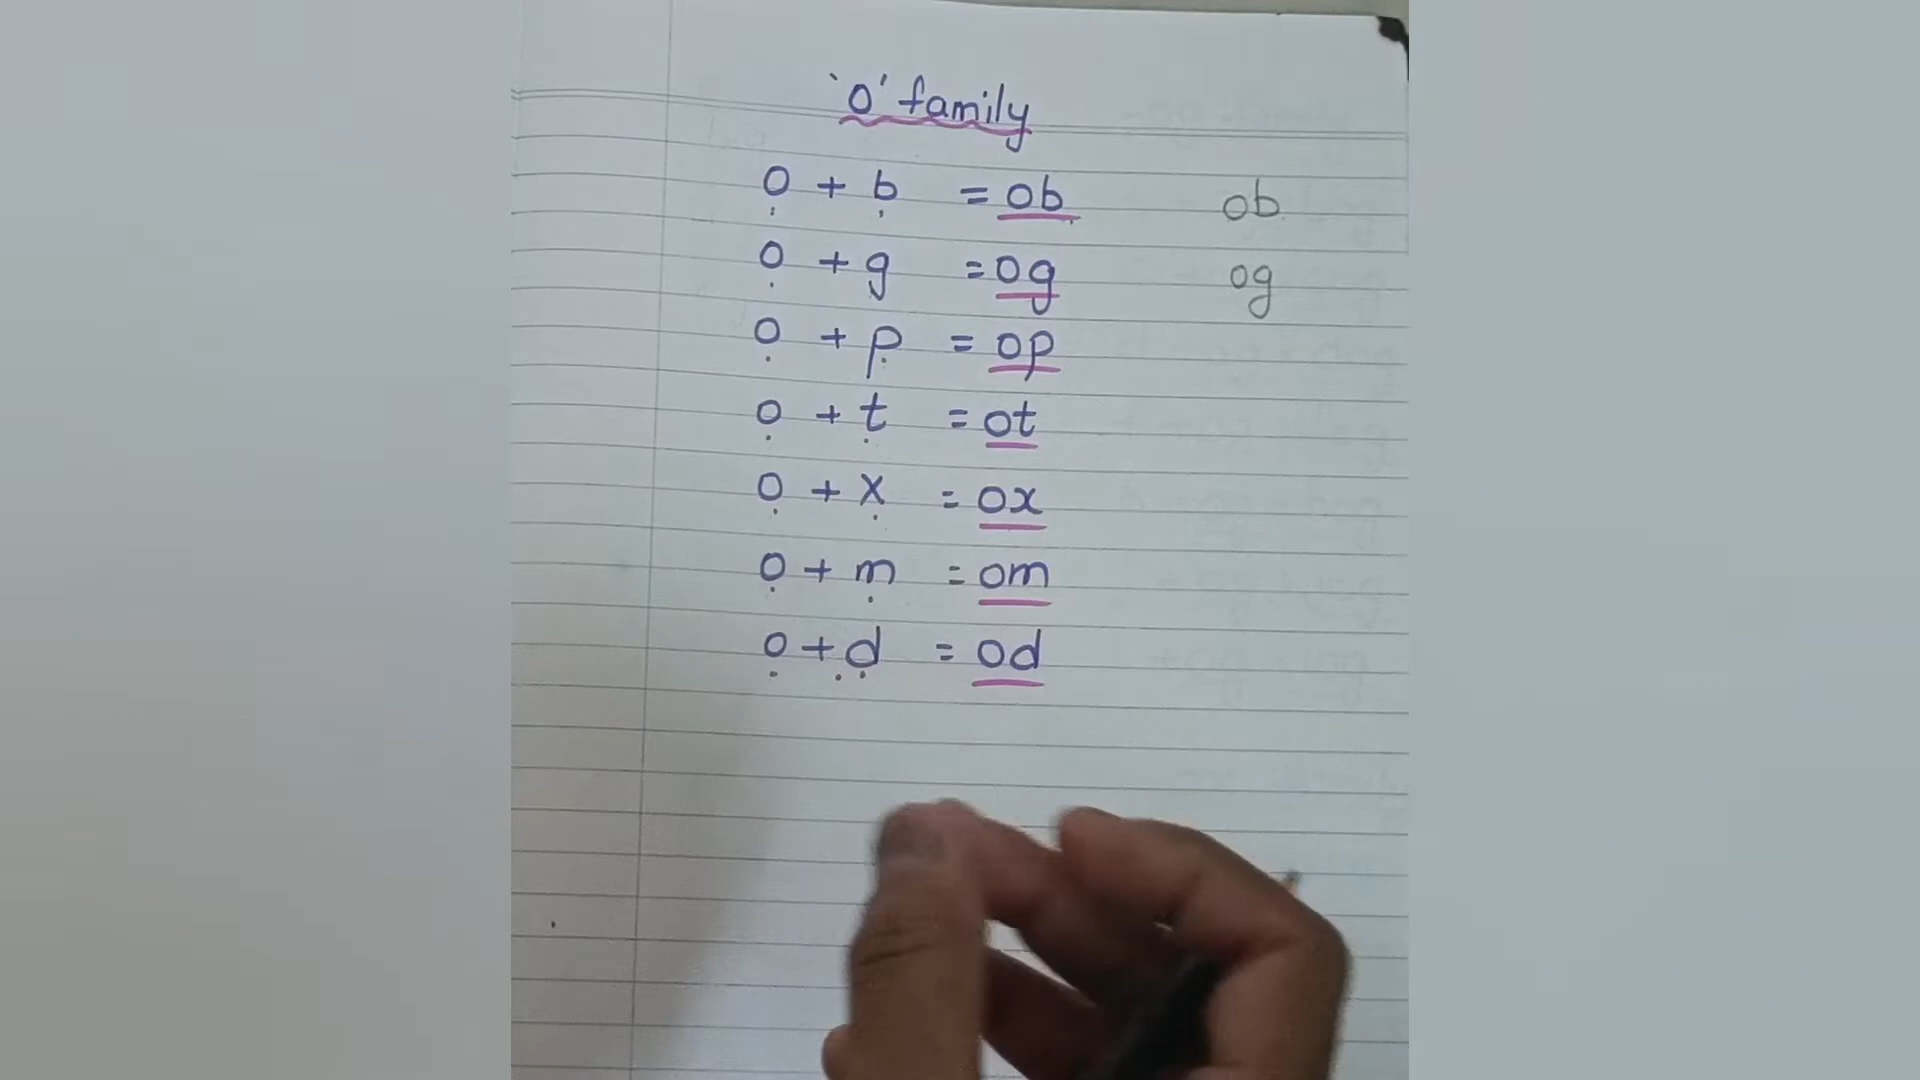 'O' family
o + b = ob ob
o + g = og og
o + p = op
o + t = ot
o + x = ox
o + m = om
o + d = od